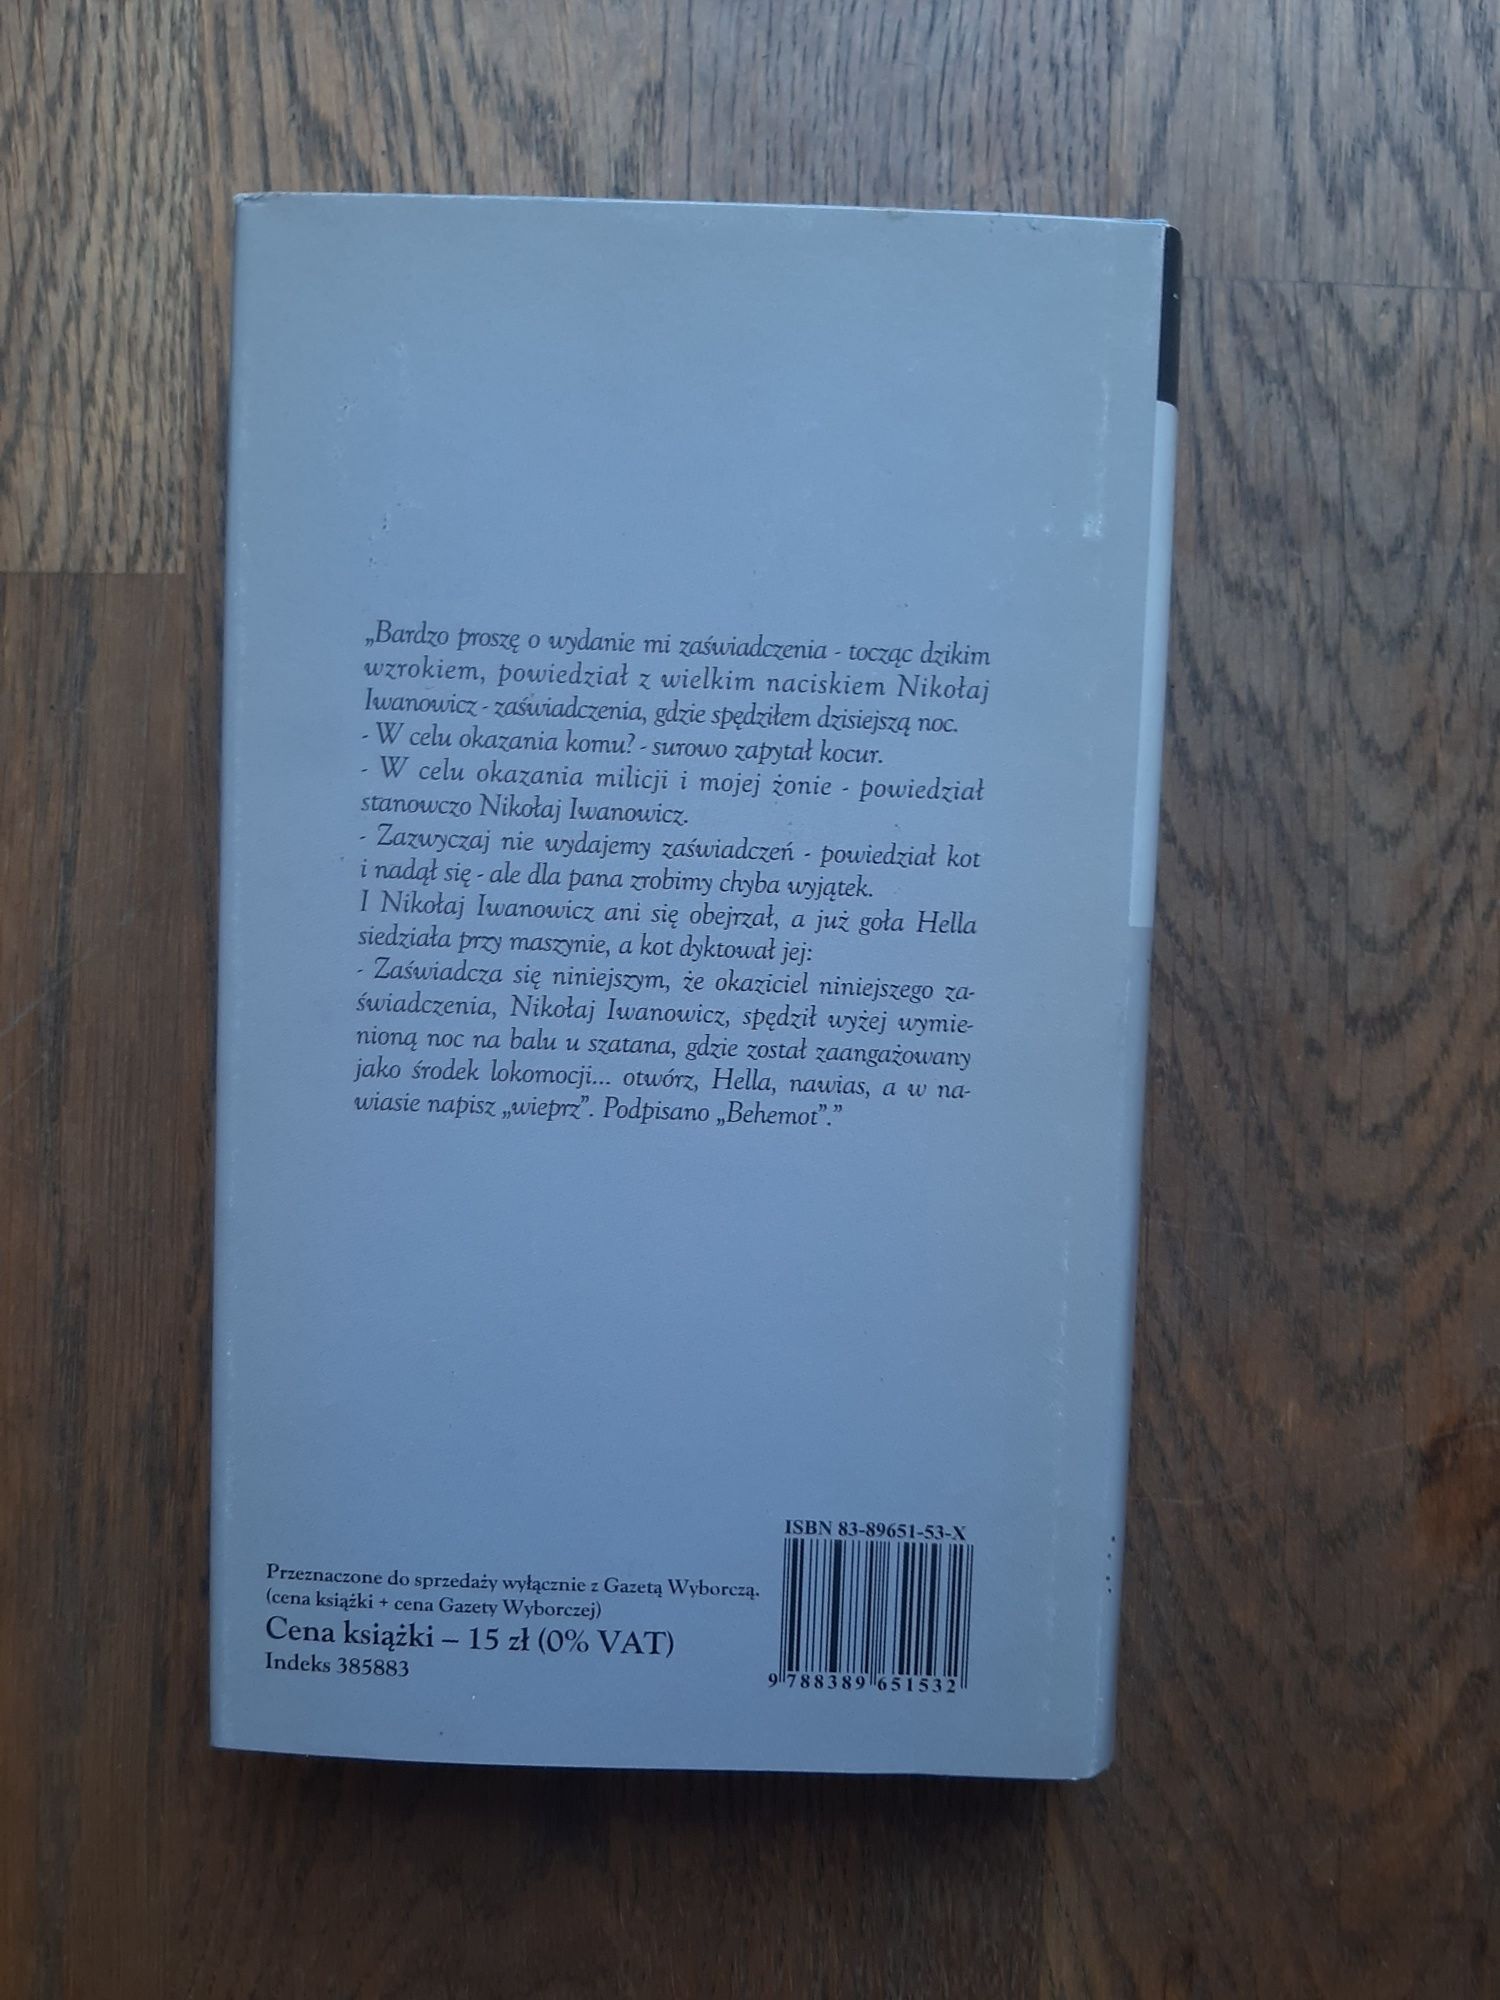 „Bardzo proszę o wydanie mi zaświadczenia - tocząc dzikim
wzrokiem, powiedział z wielkim naciskiem Nikołaj
Iwanowicz - zaświadczenia, gdzie spędziłem dzisiejszą noc.
- W celu okazania komu? - surowo zapytał kocur.
- W celu okazania milicji i mojej żonie - powiedział
stanowczo Nikołaj Iwanowicz.
- Zazwyczaj nie wydajemy zaświadczeń - powiedział kot
i nadął się - ale dla pana zrobimy chyba wyjątek.
I Nikołaj Iwanowicz ani się obejrzał, a już goła Hella
siedziała przy maszynie, a kot dyktował jej:
- Zaświadcza się niniejszym, że okaziciel niniejszego za-
świadczenia, Nikołaj Iwanowicz, spędził wyżej wymie-
nioną noc na balu u szatana, gdzie został zaangażowany
jako środek lokomocji... otwórz, Hella, nawias, a w na-
wiasie napisz „wieprz”. Podpisano „Behemot”.”
Przeznaczone do sprzedaży wyłącznie z Gazetą Wyborczą.
(cena książki + cena Gazety Wyborczej)
Cena książki – 15 zł (0% VAT)
Indeks 385883
ISBN 83-89651-53-X
9 788389 651532